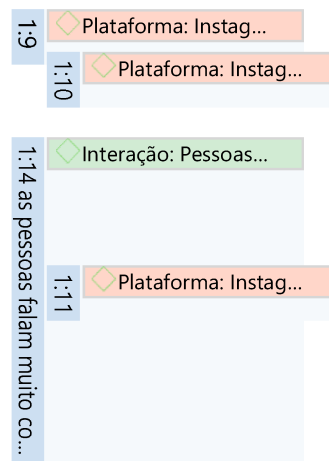 1:9
Plataforma: Instag...
1:10
Plataforma: Instag...
1:14 as pessoas falam muito co...
Interação: Pessoas...
1:11
Plataforma: Instag...